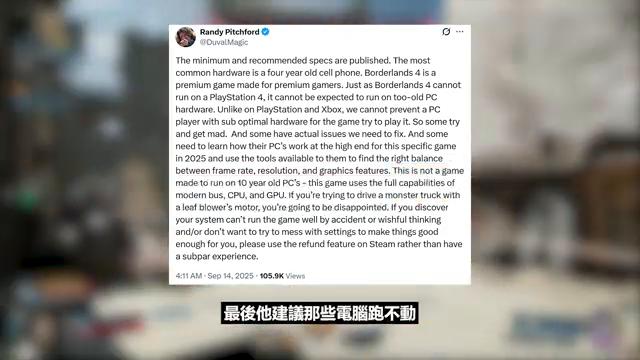 Randy Pitchford
@DuvalMagic
The minimum and recommended specs are published. The most
common hardware is a four year old cell phone. Borderlands 4 is a
premium game made for premium gamers. Just as Borderlands 4 cannot
run on a PlayStation 4, it cannot be expected to run on too-old PC
hardware. Unlike on PlayStation and Xbox, we cannot prevent a PC
player with sub optimal hardware for the game try to play it. So some try
and get mad.  And some have actual issues we need to fix. And some
need to learn how their PC's work at the high end for this specific game
in 2025 and use the tools available to them to find the right balance
between frame rate, resolution, and graphics features. This is not a game
made to run on 10 year old PC's - this game uses the full capabilities of
modern bus, CPU, and GPU. If you're trying to drive a monster truck with
a leaf blower's motor, you're going to be disappointed. If you discover
your system can't run the game well by accident or wishful thinking
and/or don't want to try to mess with settings to make things good
enough for you, please use the refund feature on Steam rather than have
a subpar experience.
4:11 AM · Sep 14, 2025 · 105.9K Views
最後他建議那些電腦跑不動